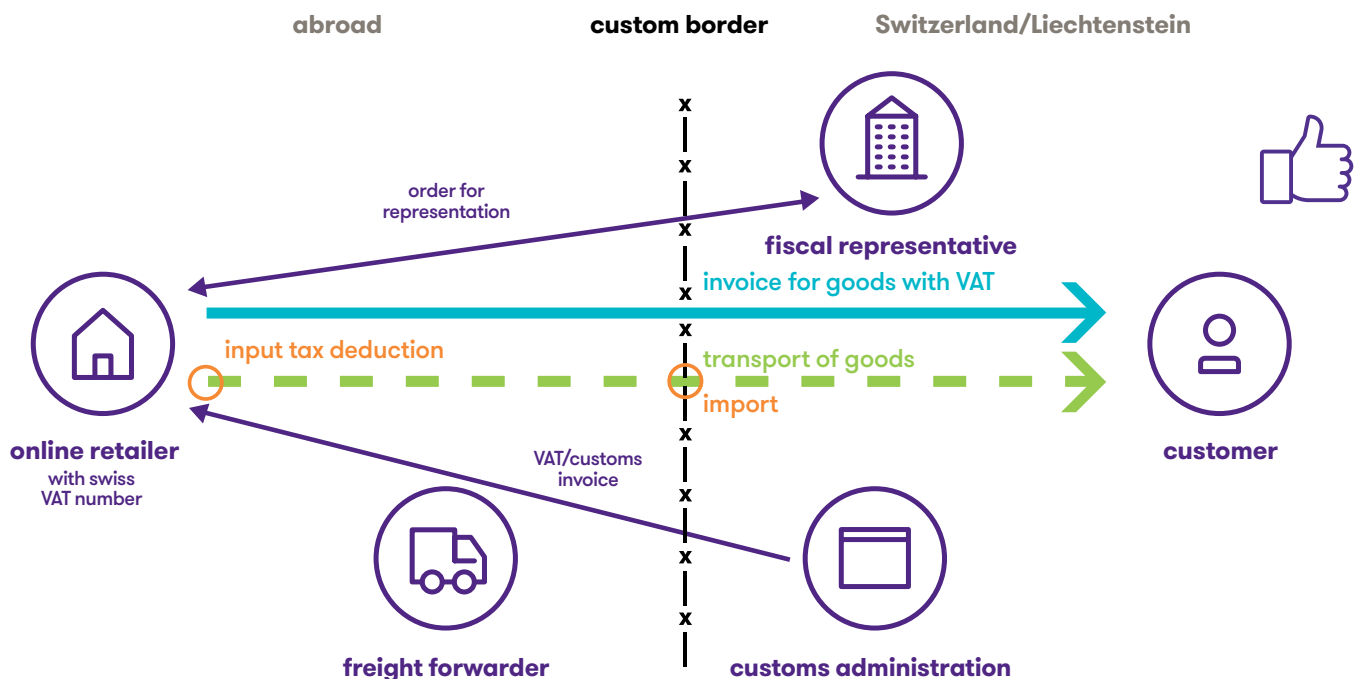 abroad
custom border
Switzerland/Liechtenstein
x
x
order for
representation
x
fiscal representative
invoice for goods with VAT
x
x
input tax deduction
transport of goods
import
online retailer
with swiss
VAT number
x
customer
VAT/customs
invoice
x
x
x
freight forwarder
customs administration